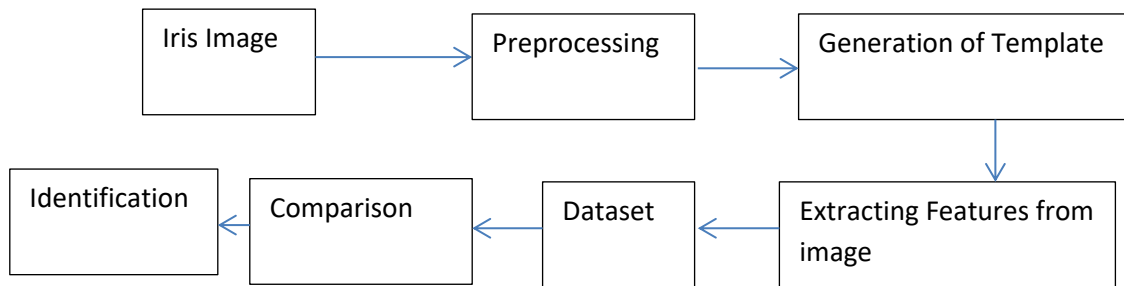 Iris Image
Preprocessing
Generation of Template
Identification
Comparison
Dataset
Extracting Features from
image